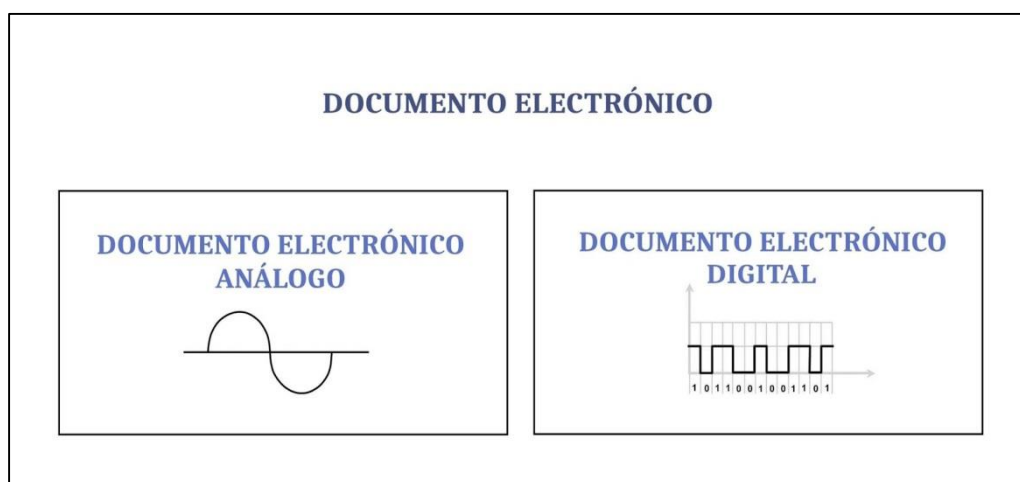 DOCUMENTO ELECTRÓNICO
DOCUMENTO ELECTRÓNICO
ANÁLOGO
DOCUMENTO ELECTRÓNICO
DIGITAL
1 0 1 1 0 0 1 0 0 1 1 0 1